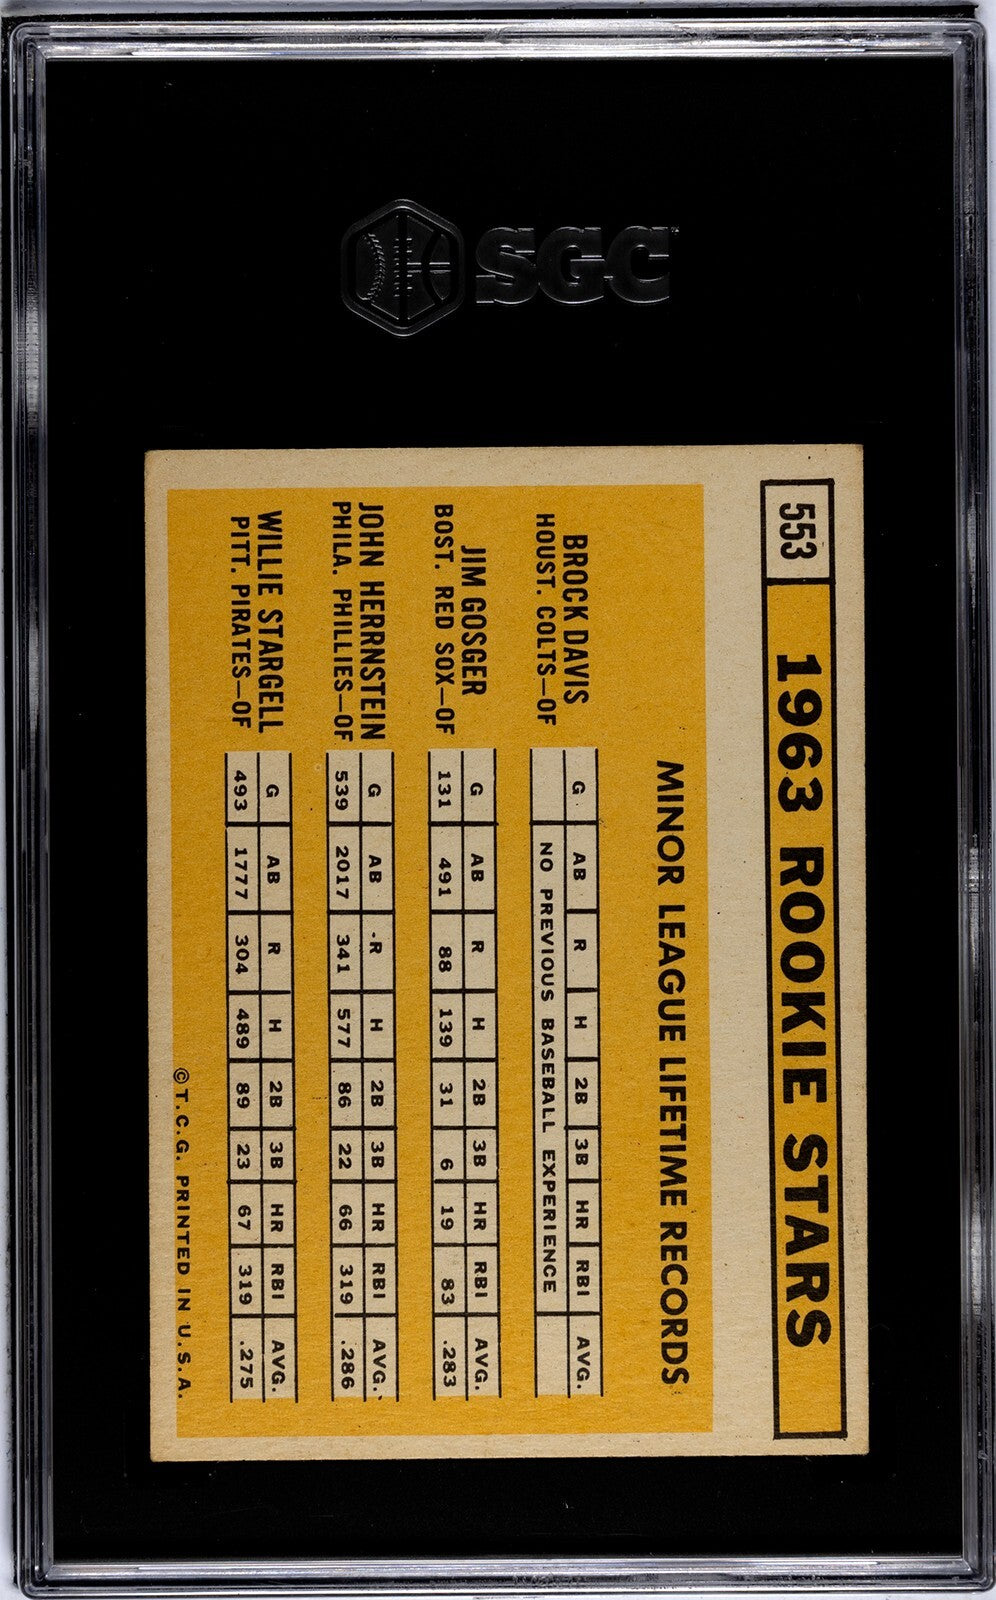 SGC
553 1963 ROOKIE STARS
MINOR LEAGUE LIFETIME RECORDS
BROCK DAVIS
HOUST. COLTS—OF
G AB R H 2B 3B HR RBI AVG.
NO PREVIOUS BASEBALL EXPERIENCE
JIM GOSGER
BOST. RED SOX—OF
G AB R H 2B 3B HR RBI AVG.
131 491 88 139 31 6 19 83 .283
JOHN HERRNSTEIN
PHILA. PHILLIES—OF
G AB R H 2B 3B HR RBI AVG.
539 2017 341 577 86 22 66 319 .286
WILLIE STARGELL
PITT. PIRATES—OF
G AB R H 2B 3B HR RBI AVG.
493 1777 304 489 89 23 67 319 .275
© T.C.G. PRINTED IN U.S.A.